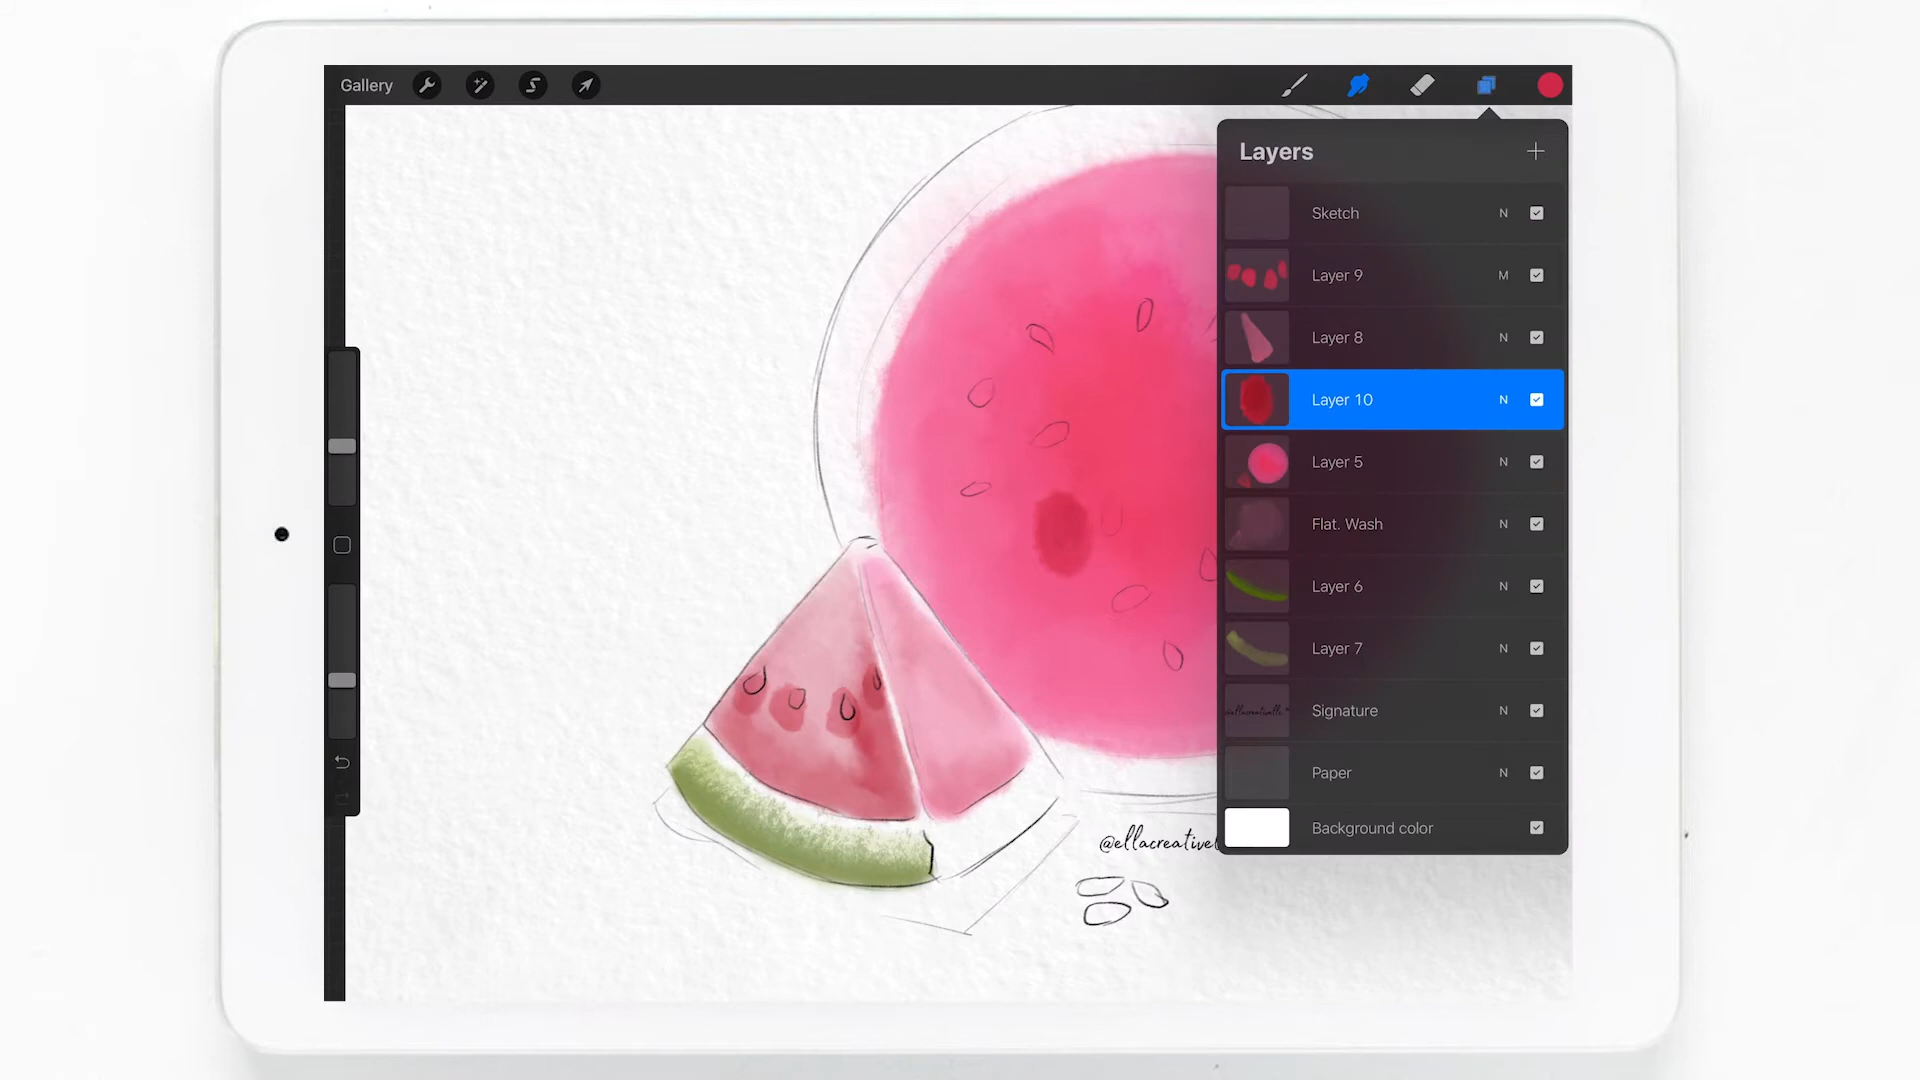 Gallery
Layers
Sketch N
Layer 9 M
Layer 8 N
Layer 10 N
Layer 5 N
Flat. Wash N
Layer 6 N
Layer 7 N
Signature N
Paper N
Background color